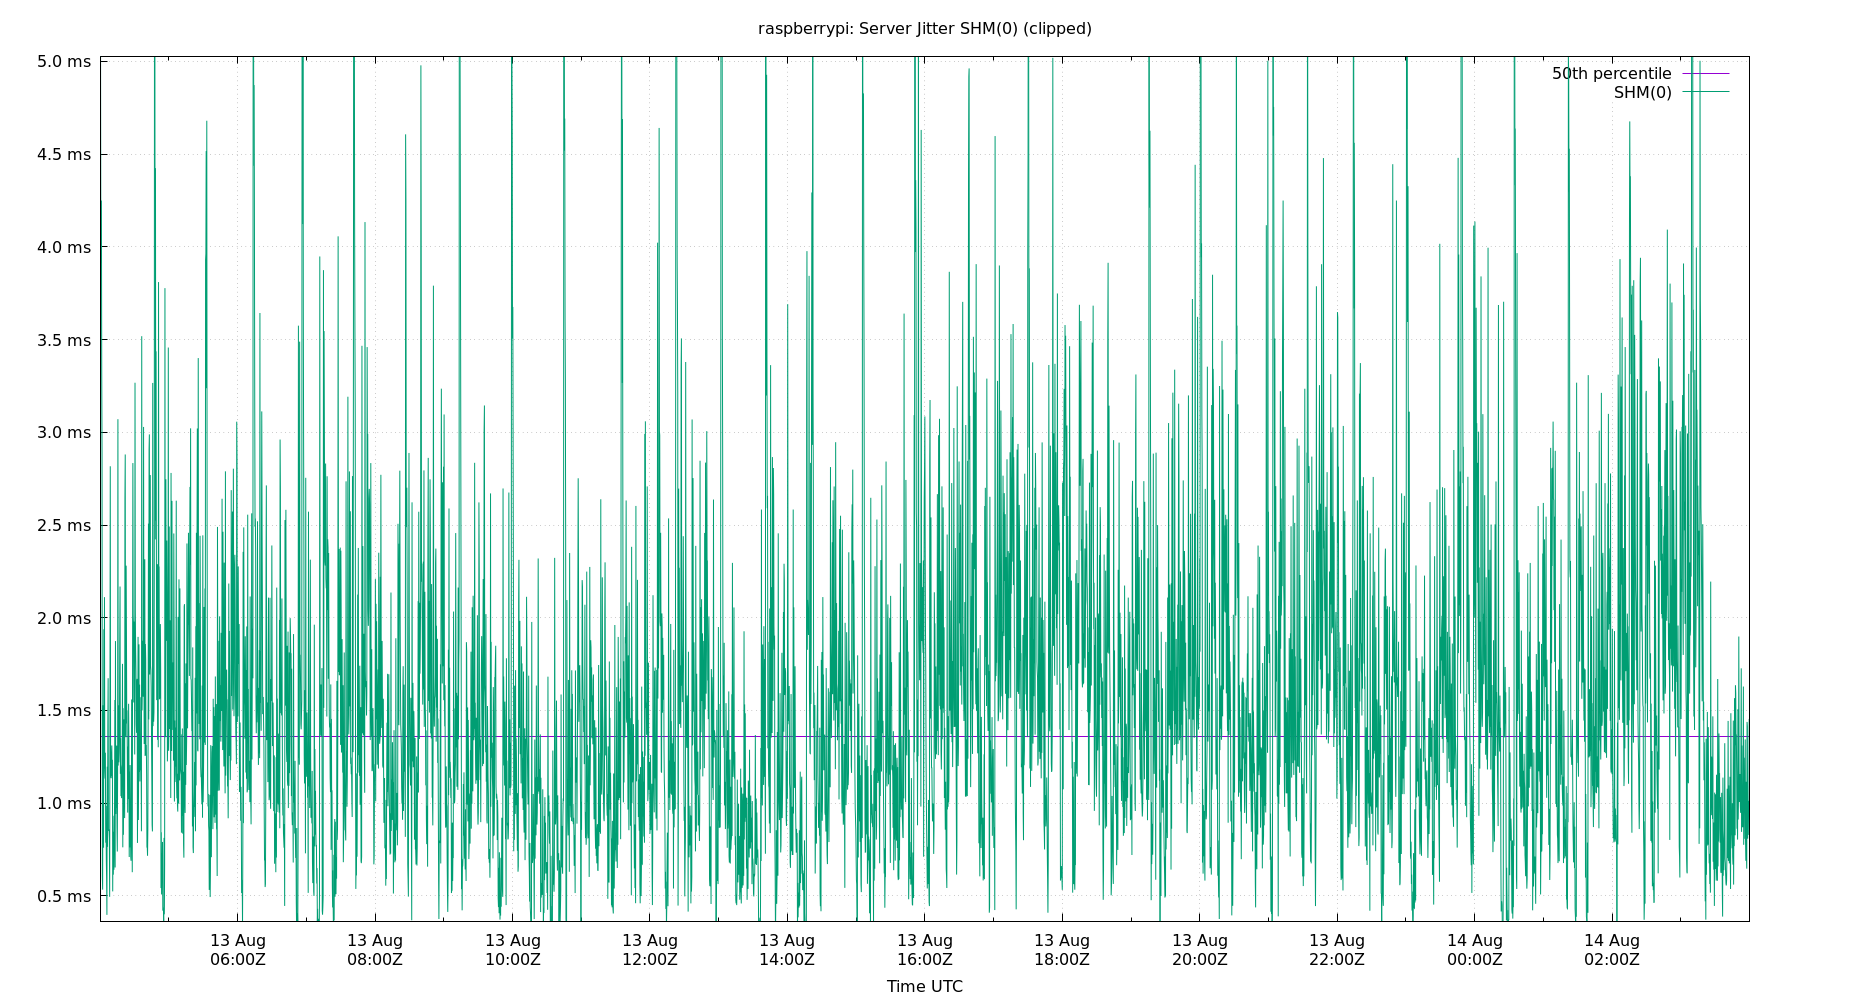 raspberrypi: Server Jitter SHM(0) (clipped)
5.0 ms
4.5 ms
4.0 ms
3.5 ms
3.0 ms
2.5 ms
2.0 ms
1.5 ms
1.0 ms
0.5 ms
50th percentile
SHM(0)
13 Aug 13 Aug 13 Aug 13 Aug 13 Aug 13 Aug 13 Aug 13 Aug 13 Aug 14 Aug 14 Aug
06:00Z 08:00Z 10:00Z 12:00Z 14:00Z 16:00Z 18:00Z 20:00Z 22:00Z 00:00Z 02:00Z
Time UTC